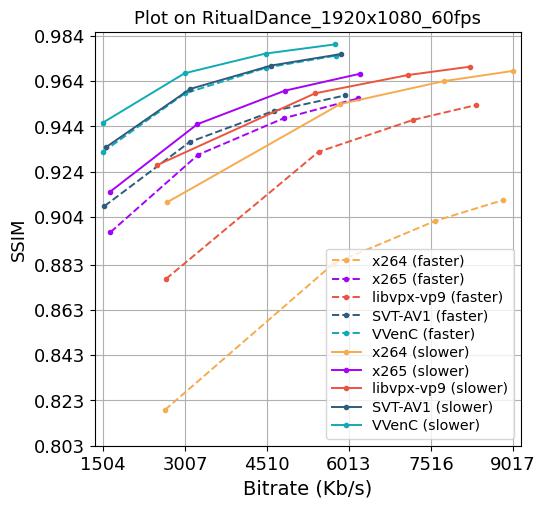 Plot on RitualDance_1920x1080_60fps
0.984
0.964
0.944
0.924
0.904
0.883
0.863
0.843
0.823
0.803
SSIM
x264 (faster)
x265 (faster)
libvpx-vp9 (faster)
SVT-AV1 (faster)
VVenC (faster)
x264 (slower)
x265 (slower)
libvpx-vp9 (slower)
SVT-AV1 (slower)
VVenC (slower)
1504 3007 4510 6013 7516 9017
Bitrate (Kb/s)